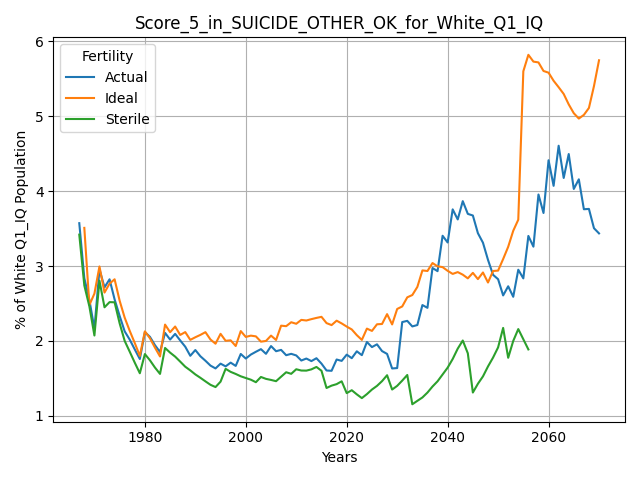 Score_5_in_SUICIDE_OTHER_OK_for_White_Q1_IQ
% of White Q1_IQ Population
6
5
4
3
2
1
Fertility
Actual
Ideal
Sterile
1980 2000 2020 2040 2060
Years